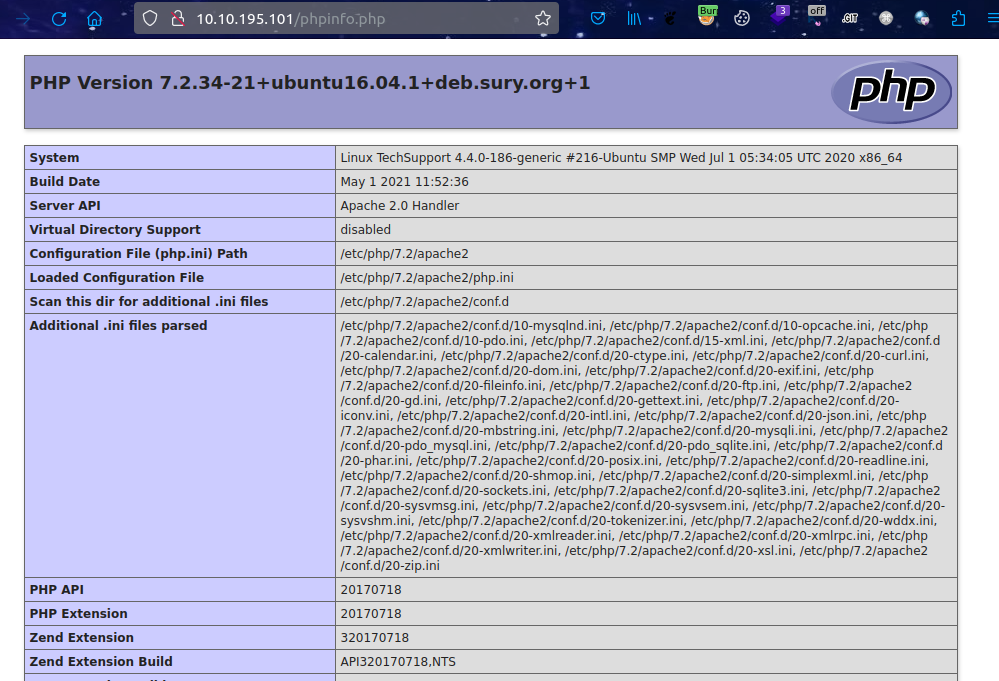 10.10.195.101/phpinfo.php
Bur
3
off
.GIT
PHP Version 7.2.34-21+ubuntu16.04.1+deb.sury.org+1
php
System Linux TechSupport 4.4.0-186-generic #216-Ubuntu SMP Wed Jul 1 05:34:05 UTC 2020 x86_64
Build Date May 1 2021 11:52:36
Server API Apache 2.0 Handler
Virtual Directory Support disabled
Configuration File (php.ini) Path /etc/php/7.2/apache2
Loaded Configuration File /etc/php/7.2/apache2/php.ini
Scan this dir for additional .ini files /etc/php/7.2/apache2/conf.d
Additional .ini files parsed /etc/php/7.2/apache2/conf.d/10-mysqlnd.ini, /etc/php/7.2/apache2/conf.d/10-opcache.ini, /etc/php
/7.2/apache2/conf.d/10-pdo.ini, /etc/php/7.2/apache2/conf.d/15-xml.ini, /etc/php/7.2/apache2/conf.d
/20-calendar.ini, /etc/php/7.2/apache2/conf.d/20-ctype.ini, /etc/php/7.2/apache2/conf.d/20-curl.ini,
/etc/php/7.2/apache2/conf.d/20-dom.ini, /etc/php/7.2/apache2/conf.d/20-exif.ini, /etc/php
/7.2/apache2/conf.d/20-fileinfo.ini, /etc/php/7.2/apache2/conf.d/20-ftp.ini, /etc/php/7.2/apache2
/conf.d/20-gd.ini, /etc/php/7.2/apache2/conf.d/20-gettext.ini, /etc/php/7.2/apache2/conf.d/20-
iconv.ini, /etc/php/7.2/apache2/conf.d/20-intl.ini, /etc/php/7.2/apache2/conf.d/20-json.ini, /etc/php
/7.2/apache2/conf.d/20-mbstring.ini, /etc/php/7.2/apache2/conf.d/20-mysqli.ini, /etc/php/7.2/apache2
/conf.d/20-pdo_mysql.ini, /etc/php/7.2/apache2/conf.d/20-pdo_sqlite.ini, /etc/php/7.2/apache2/conf.d
/20-phar.ini, /etc/php/7.2/apache2/conf.d/20-posix.ini, /etc/php/7.2/apache2/conf.d/20-readline.ini,
/etc/php/7.2/apache2/conf.d/20-shmop.ini, /etc/php/7.2/apache2/conf.d/20-simplexml.ini, /etc/php
/7.2/apache2/conf.d/20-sockets.ini, /etc/php/7.2/apache2/conf.d/20-sqlite3.ini, /etc/php/7.2/apache2
/conf.d/20-sysvmsg.ini, /etc/php/7.2/apache2/conf.d/20-sysvsem.ini, /etc/php/7.2/apache2/conf.d/20-
sysvshm.ini, /etc/php/7.2/apache2/conf.d/20-tokenizer.ini, /etc/php/7.2/apache2/conf.d/20-wddx.ini,
/etc/php/7.2/apache2/conf.d/20-xmlreader.ini, /etc/php/7.2/apache2/conf.d/20-xmlrpc.ini, /etc/php
/7.2/apache2/conf.d/20-xmlwriter.ini, /etc/php/7.2/apache2/conf.d/20-xsl.ini, /etc/php/7.2/apache2
/conf.d/20-zip.ini
PHP API 20170718
PHP Extension 20170718
Zend Extension 320170718
Zend Extension Build API320170718,NTS